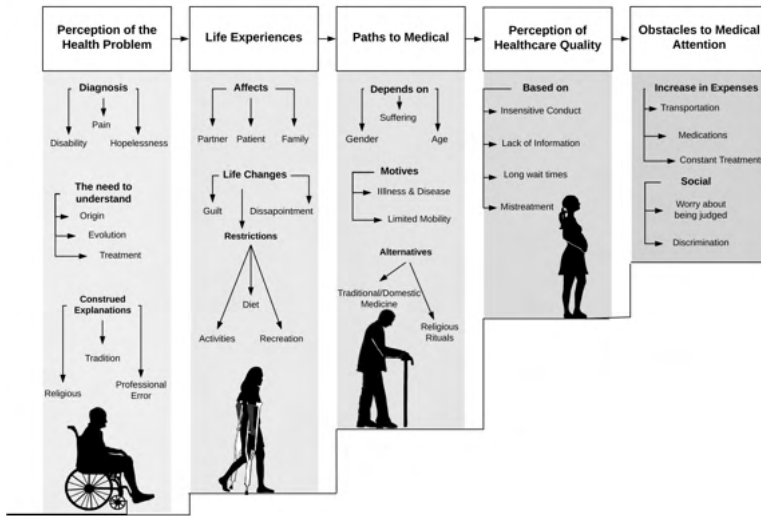 Perception of the
Health Problem
Life Experiences
Paths to Medical
Perception of
Healthcare Quality
Obstacles to Medical
Attention
Diagnosis
Pain
Disability
Hopelessness
The need to
understand
Origin
Evolution
Treatment
Construed
Explanations
Tradition
Religious
Professional
Error
Affects
Partner
Patient
Family
Life Changes
Guilt
Dissapointment
Restrictions
Diet
Activities
Recreation
Depends on
Suffering
Gender
Age
Motives
Illness & Disease
Limited Mobility
Alternatives
Traditional/Domestic
Medicine
Religious
Rituals
Based on
Insensitive Conduct
Lack of Information
Long wait times
Mistreatment
Increase in Expenses
Transportation
Medications
Constant Treatment
Social
Worry about
being judged
Discrimination